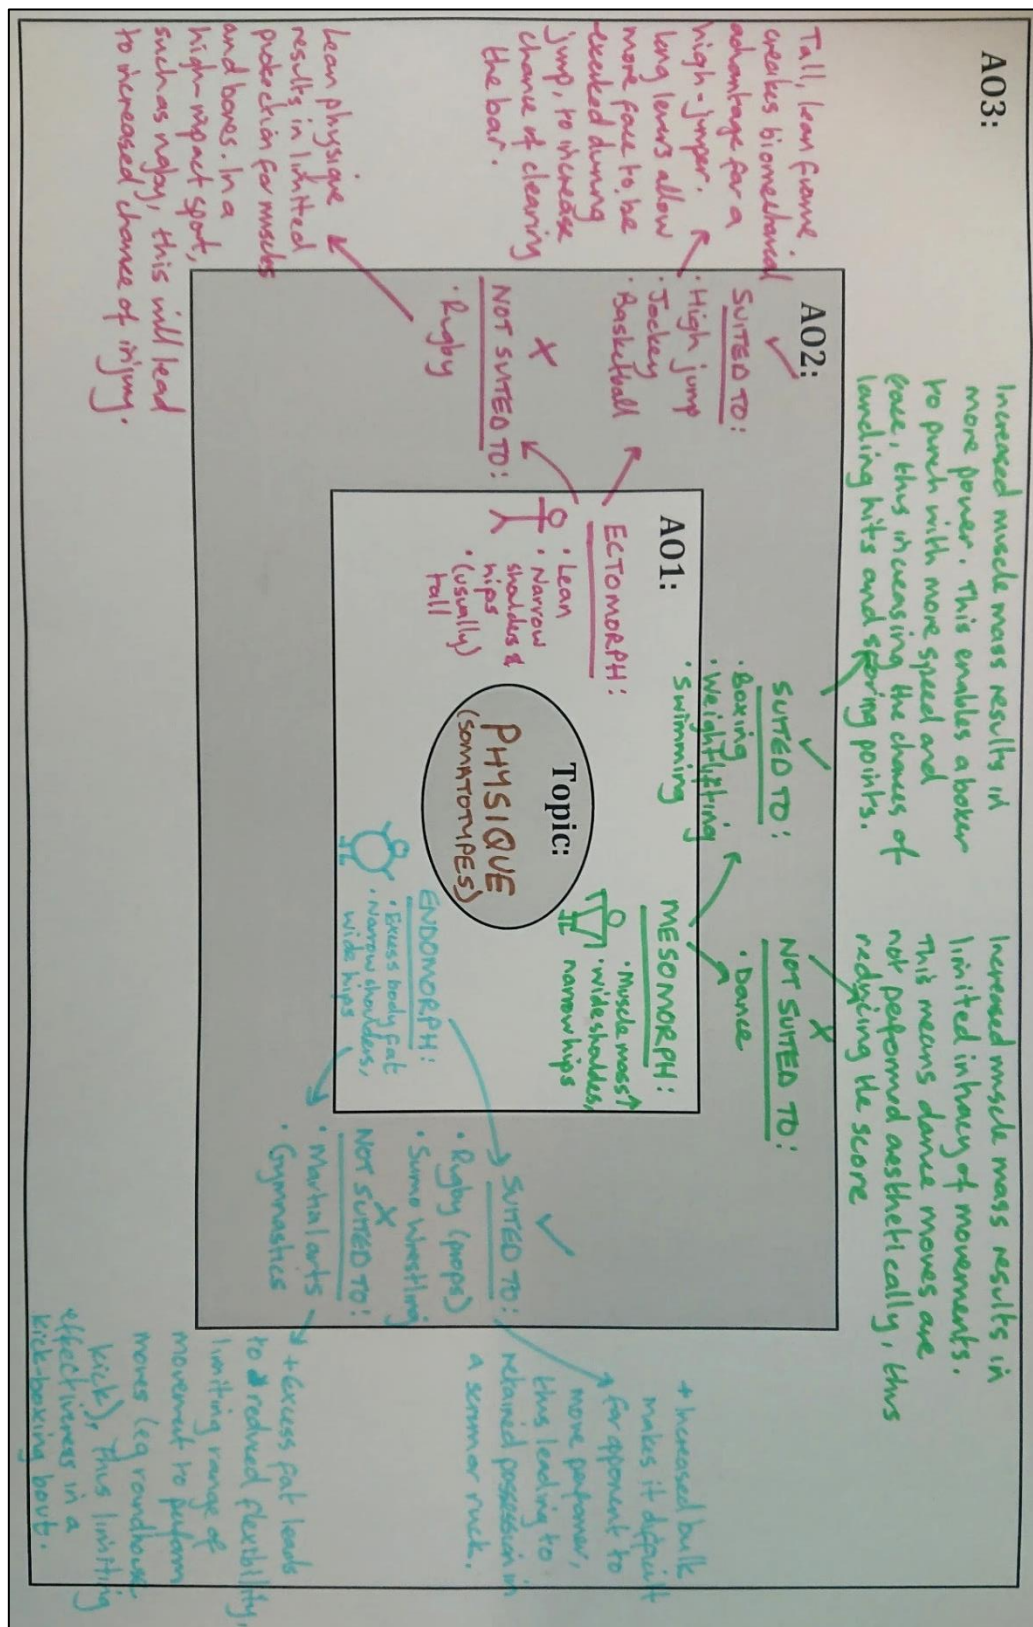 AO3:
Tall, lean frame
creates biomechanical
advantage for a
high-jumper.
Long levers allow
more force to be
executed during
jump, to increase
chance of clearing
the bar.
Lean physique
results in limited
protection for muscles
and bones. In a
high-impact sport,
such as rugby, this will lead
to increased chance of injury.
Increased muscle mass results in
more power. This enables a boxer
to punch with more speed and
force, thus increasing the chances of
landing hits and scoring points.
Increased muscle mass results in
limited intracy of movements.
This means dance moves are
not performed aesthetically, thus
reducing the score
+ Increased bulk
makes it difficult
for opponent to
move performer,
thus leading to
retained possession in
a scrum or ruck.
+ Excess fat leads
to reduced flexibility,
limiting range of
movement to perform
moves (eg roundhouse
kick), thus limiting
effectiveness in a
kick-boxing bout.
AO2:
✓
SUITED TO:
· High jump
· Jockey
· Basketball
X
NOT SUITED TO:
· Rugby
✓
SUITED TO:
· Boxing
· Weightlifting
· Swimming
X
NOT SUITED TO:
· Dance
✓
SUITED TO:
· Rugby (props)
· Sumo wrestling
X
NOT SUITED TO:
· Martial arts
· Gymnastics
AO1:
ECTOMORPH:
· Lean
· Narrow
shoulders &
hips
· (usually)
tall
MESOMORPH:
· Muscle mass ↑
· wide shoulders,
narrow hips
ENDOMORPH:
· Excess body fat
· Narrow shoulders,
wide hips
Topic:
PHYSIQUE
(SOMATOTYPES)